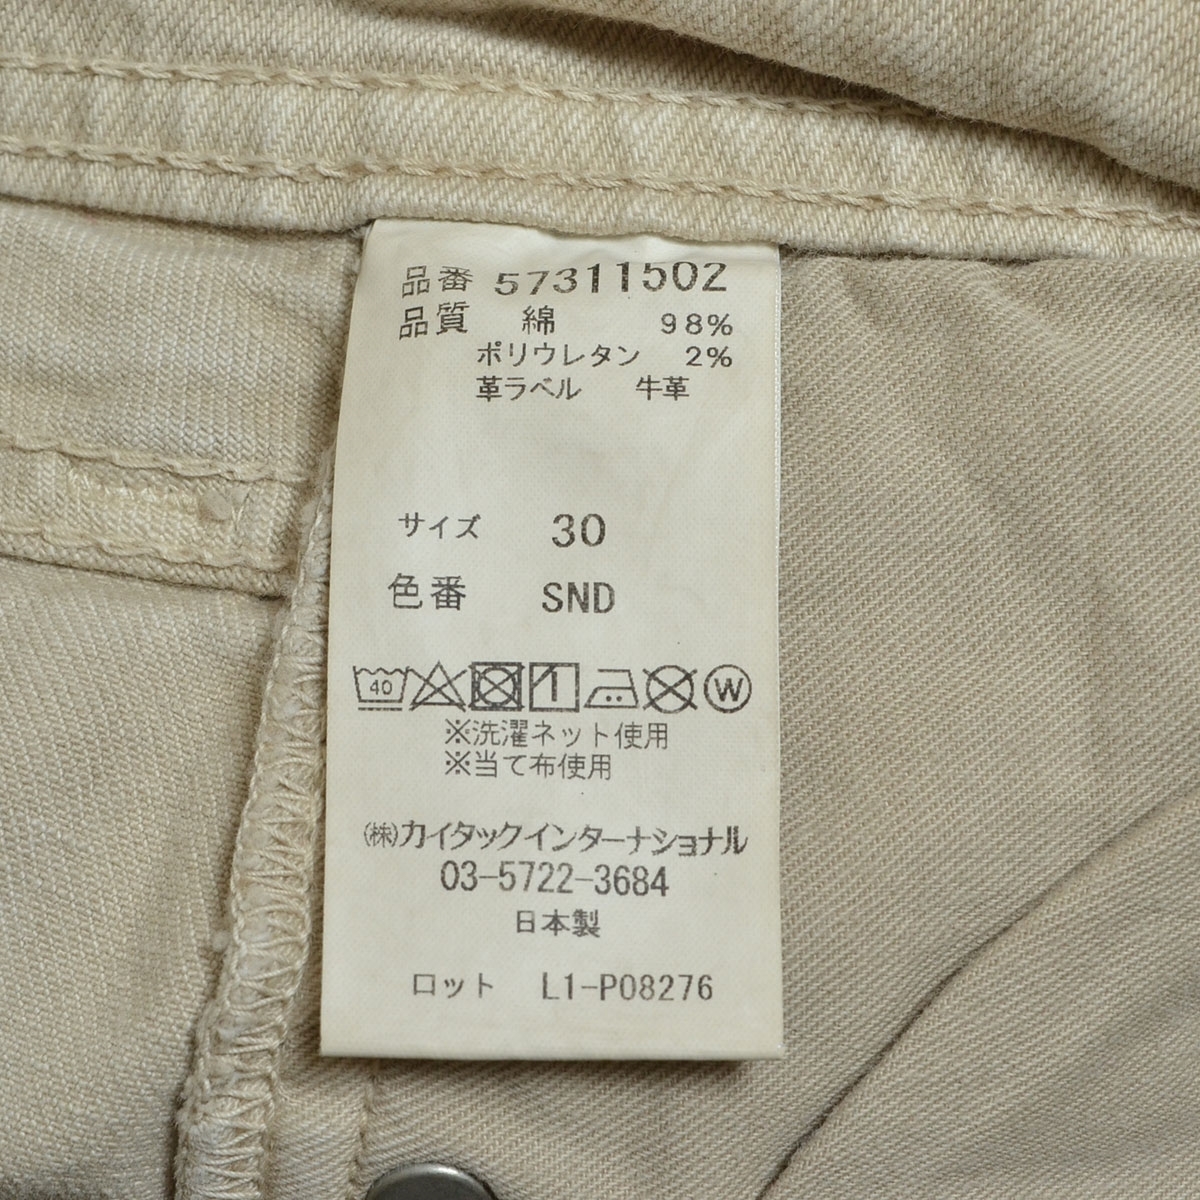 品番 57311502
品質 綿 98%
ポリウレタン 2%
革ラベル 牛革
サイズ 30
色番 SND
40 1 W
※洗濯ネット使用
※当て布使用
㈱カイタックインターナショナル
03-5722-3684
日本製
ロット L1-P08276